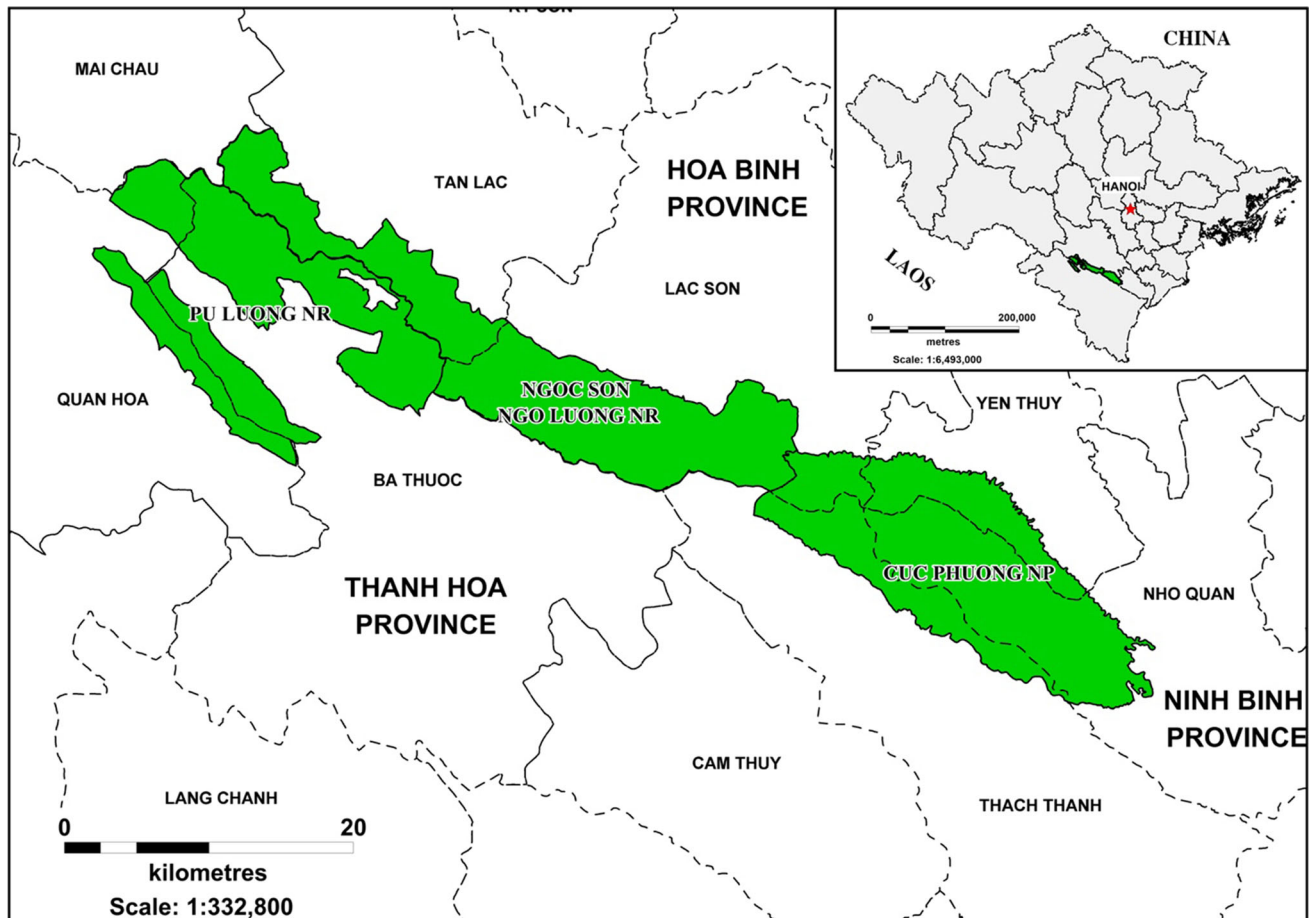 KY SON
MAI CHAU
TAN LAC
HOA BINH
PROVINCE
LAC SON
PU LUONG NR
QUAN HOA
NGOC SON
NGO LUONG NR
BA THUOC
YEN THUY
CUC PHUONG NP
NHO QUAN
THANH HOA
PROVINCE
NINH BINH
PROVINCE
CAM THUY
THACH THANH
LANG CHANH
0 20
kilometres
Scale: 1:332,800
CHINA
HANOI
LAOS
0 200,000
metres
Scale: 1:6,493,000